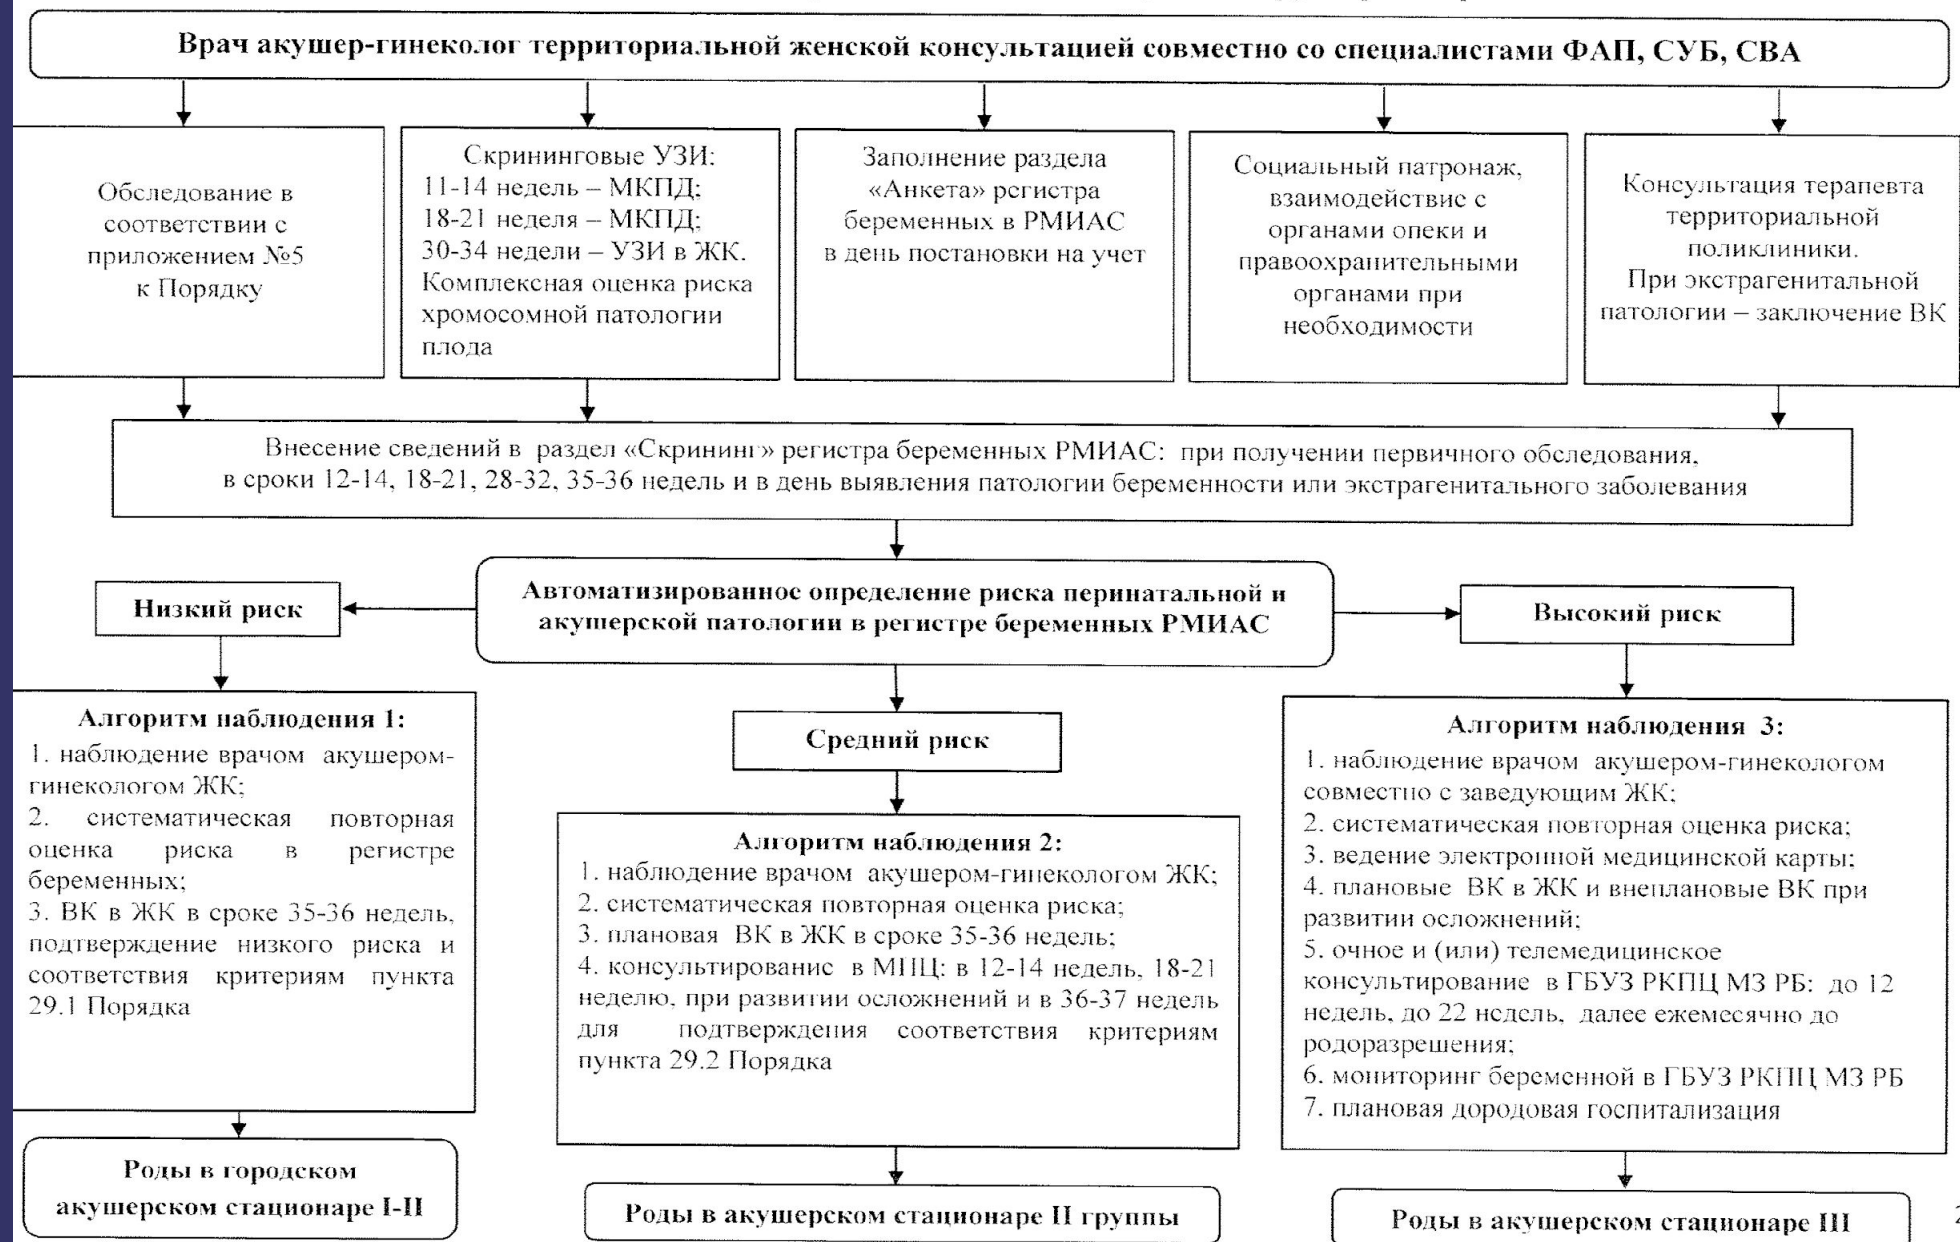 Врач акушер-гинеколог территориальной женской консультацией совместно со специалистами ФАП, СУБ, СВА
Обследование в
соответствии с
приложением №5
к Порядку
Скрининговые УЗИ:
11-14 недель – МКПД;
18-21 неделя – МКПД;
30-34 недели – УЗИ в ЖК.
Комплексная оценка риска
хромосомной патологии
плода
Заполнение раздела
«Анкета» регистра
беременных в РМИАС
в день постановки на учет
Социальный патронаж,
взаимодействие с
органами опеки и
правоохранительными
органами при
необходимости
Консультация терапевта
территориальной
поликлиники.
При экстрагенитальной
патологии – заключение ВК
Внесение сведений в раздел «Скрининг» регистра беременных РМИАС: при получении первичного обследования,
в сроки 12-14, 18-21, 28-32, 35-36 недель и в день выявления патологии беременности или экстрагенитального заболевания
Автоматизированное определение риска перинатальной и
акушерской патологии в регистре беременных РМИАС
Низкий риск
Высокий риск
Средний риск
Алгоритм наблюдения 1:
1. наблюдение врачом акушером-
гинекологом ЖК;
2. систематическая повторная
оценка риска в регистре
беременных;
3. ВК в ЖК в сроке 35-36 недель,
подтверждение низкого риска и
соответствия критериям пункта
29.1 Порядка
Алгоритм наблюдения 2:
1. наблюдение врачом акушером-гинекологом ЖК;
2. систематическая повторная оценка риска;
3. плановая ВК в ЖК в сроке 35-36 недель;
4. консультирование в МПЦ: в 12-14 недель, 18-21
неделю, при развитии осложнений и в 36-37 недель
для подтверждения соответствия критериям
пункта 29.2 Порядка
Алгоритм наблюдения 3:
1. наблюдение врачом акушером-гинекологом
совместно с заведующим ЖК;
2. систематическая повторная оценка риска;
3. ведение электронной медицинской карты;
4. плановые ВК в ЖК и внеплановые ВК при
развитии осложнений;
5. очное и (или) телемедицинское
консультирование в ГБУЗ РКПЦ МЗ РБ: до 12
недель, до 22 недель, далее ежемесячно до
родоразрешения;
6. мониторинг беременной в ГБУЗ РКПЦ МЗ РБ
7. плановая дородовая госпитализация
Роды в городском
акушерском стационаре I-II
Роды в акушерском стационаре II группы
Роды в акушерском стационаре III